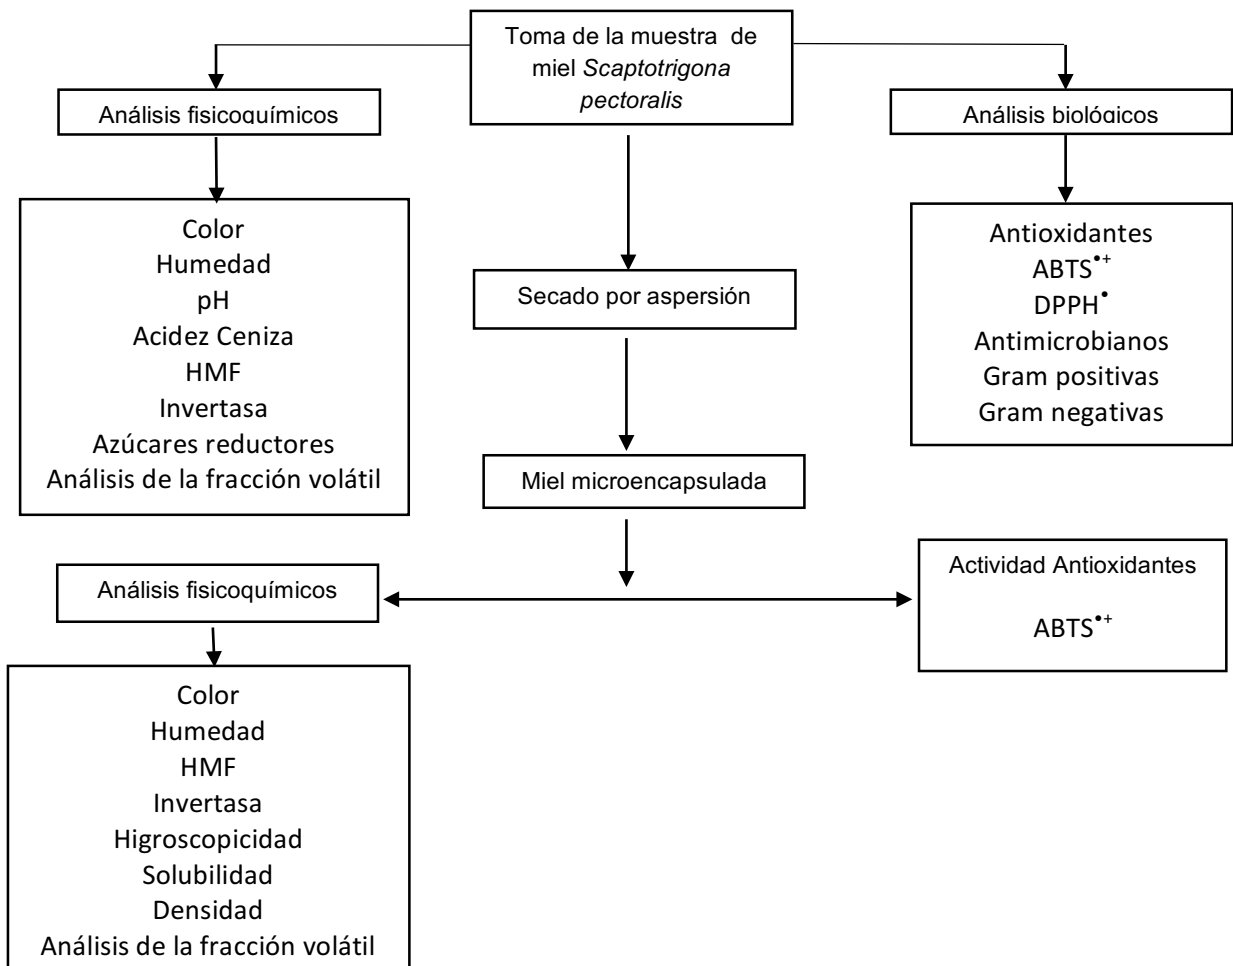 Toma de la muestra de
miel Scaptotrigona
pectoralis
Análisis fisicoquímicos
Análisis biológicos
Color
Humedad
pH
Acidez Ceniza
HMF
Invertasa
Azúcares reductores
Análisis de la fracción volátil
Secado por aspersión
Antioxidantes
ABTS•+
DPPH•
Antimicrobianos
Gram positivas
Gram negativas
Miel microencapsulada
Análisis fisicoquímicos
Actividad Antioxidantes
ABTS•+
Color
Humedad
HMF
Invertasa
Higroscopicidad
Solubilidad
Densidad
Análisis de la fracción volátil